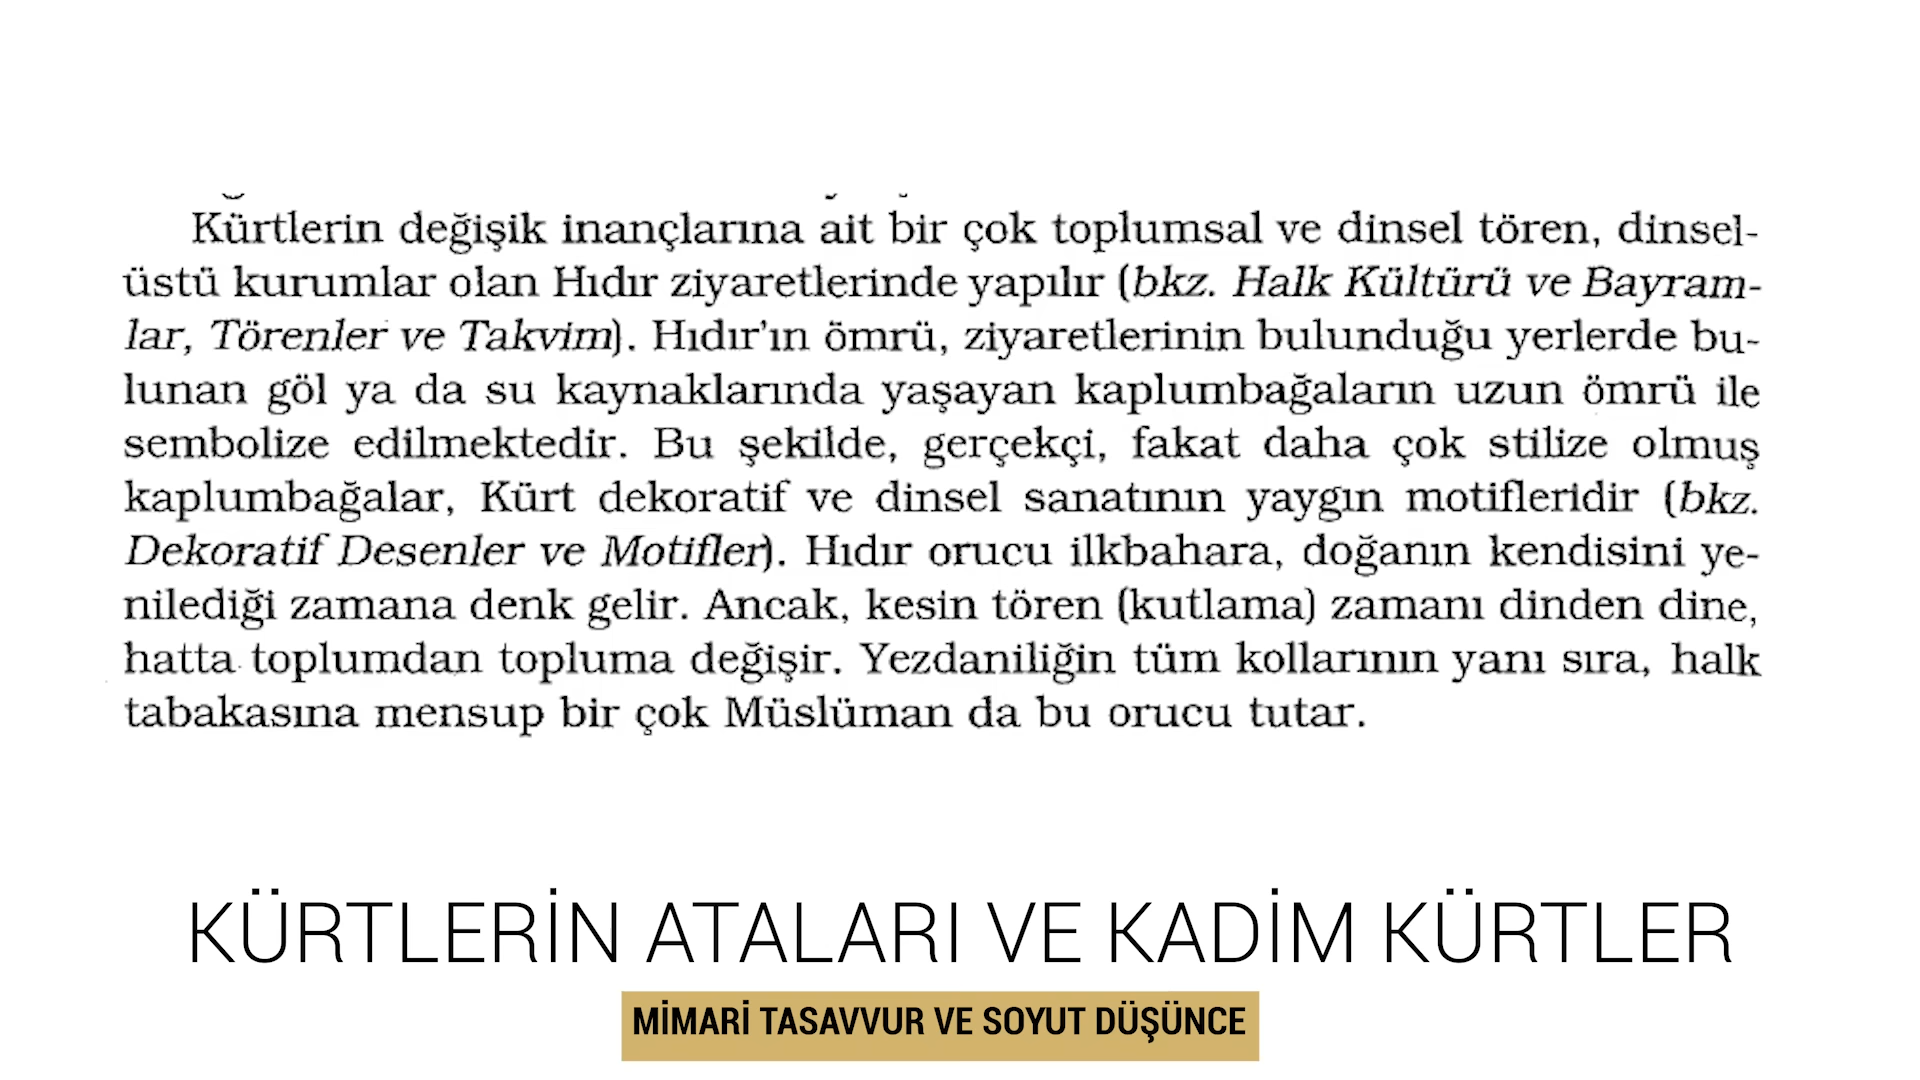 Kürtlerin değişik inançlarına ait bir çok toplumsal ve dinsel tören, dinsel-
üstü kurumlar olan Hıdır ziyaretlerinde yapılır (bkz. Halk Kültürü ve Bayram-
lar, Törenler ve Takvim). Hıdır'ın ömrü, ziyaretlerinin bulunduğu yerlerde bu-
lunan göl ya da su kaynaklarında yaşayan kaplumbağaların uzun ömrü ile
sembolize edilmektedir. Bu şekilde, gerçekçi, fakat daha çok stilize olmuş
kaplumbağalar, Kürt dekoratif ve dinsel sanatının yaygın motifleridir (bkz.
Dekoratif Desenler ve Motifler). Hıdır orucu ilkbahara, doğanın kendisini ye-
nilediği zamana denk gelir. Ancak, kesin tören (kutlama) zamanı dinden dine,
hatta toplumdan topluma değişir. Yezdaniliğin tüm kollarının yanı sıra, halk
tabakasına mensup bir çok Müslüman da bu orucu tutar.
KÜRTLERİN ATALARI VE KADİM KÜRTLER
MİMARİ TASAVVUR VE SOYUT DÜŞÜNCE